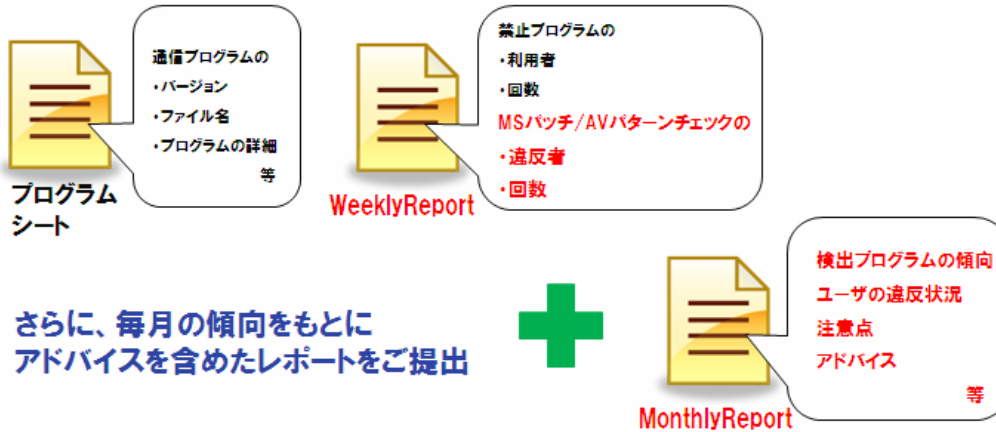 通信プログラムの
・バージョン
・ファイル名
・プログラムの詳細
等
プログラム
シート
禁止プログラムの
・利用者
・回数
MSパッチ/AVパターンチェックの
・違反者
・回数
WeeklyReport
さらに、毎月の傾向をもとに
アドバイスを含めたレポートをご提出
検出プログラムの傾向
ユーザの違反状況
注意点
アドバイス
等
MonthlyReport